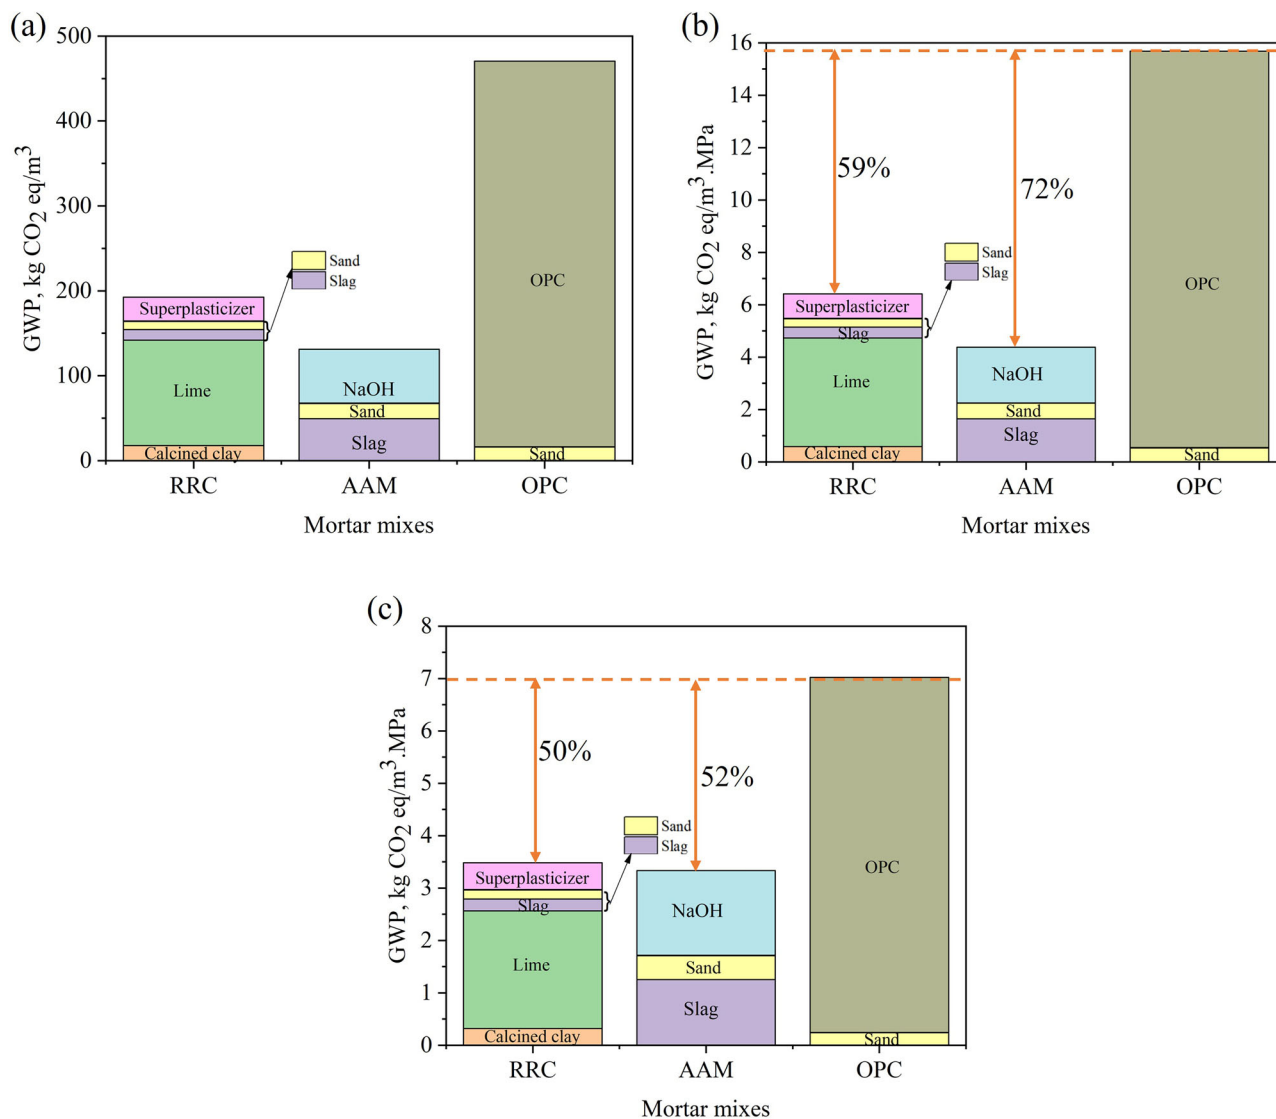 (a)
500
400
300
200
100
0
GWP, kg CO2 eq/m3
Superplasticizer
Lime
Calcined clay
Sand
Slag
NaOH
Sand
Slag
OPC
Sand
RRC AAM OPC
Mortar mixes
(b)
16
14
12
10
8
6
4
2
0
GWP, kg CO2 eq/m3.MPa
59%
72%
Sand
Slag
Superplasticizer
Slag
Lime
Calcined clay
NaOH
Sand
Slag
OPC
Sand
RRC AAM OPC
Mortar mixes
(c)
8
7
6
5
4
3
2
1
0
GWP, kg CO2 eq/m3.MPa
50%
52%
Sand
Slag
Superplasticizer
Slag
Lime
Calcined clay
NaOH
Sand
Slag
OPC
Sand
RRC AAM OPC
Mortar mixes